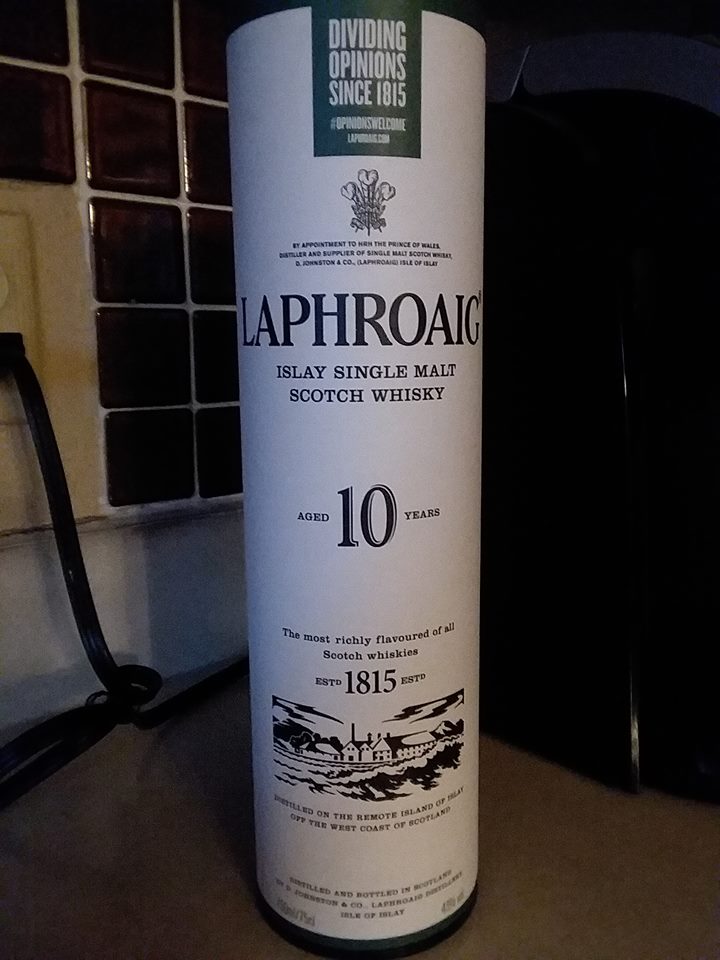 DIVIDING
OPINIONS
SINCE 1815
#OPINIONSWELCOME
LAPHROAIG.COM
BY APPOINTMENT TO HRH THE PRINCE OF WALES,
DISTILLER AND SUPPLIER OF SINGLE MALT SCOTCH WHISKY,
D. JOHNSTON & CO., (LAPHROAIG) ISLE OF ISLAY
LAPHROAIG®
ISLAY SINGLE MALT
SCOTCH WHISKY
AGED 10 YEARS
The most richly flavoured of all
Scotch whiskies
ESTD 1815 ESTD
DISTILLED ON THE REMOTE ISLAND OF ISLAY
OFF THE WEST COAST OF SCOTLAND
DISTILLED AND BOTTLED IN SCOTLAND
BY D. JOHNSTON & CO., LAPHROAIG DISTILLERY
ISLE OF ISLAY